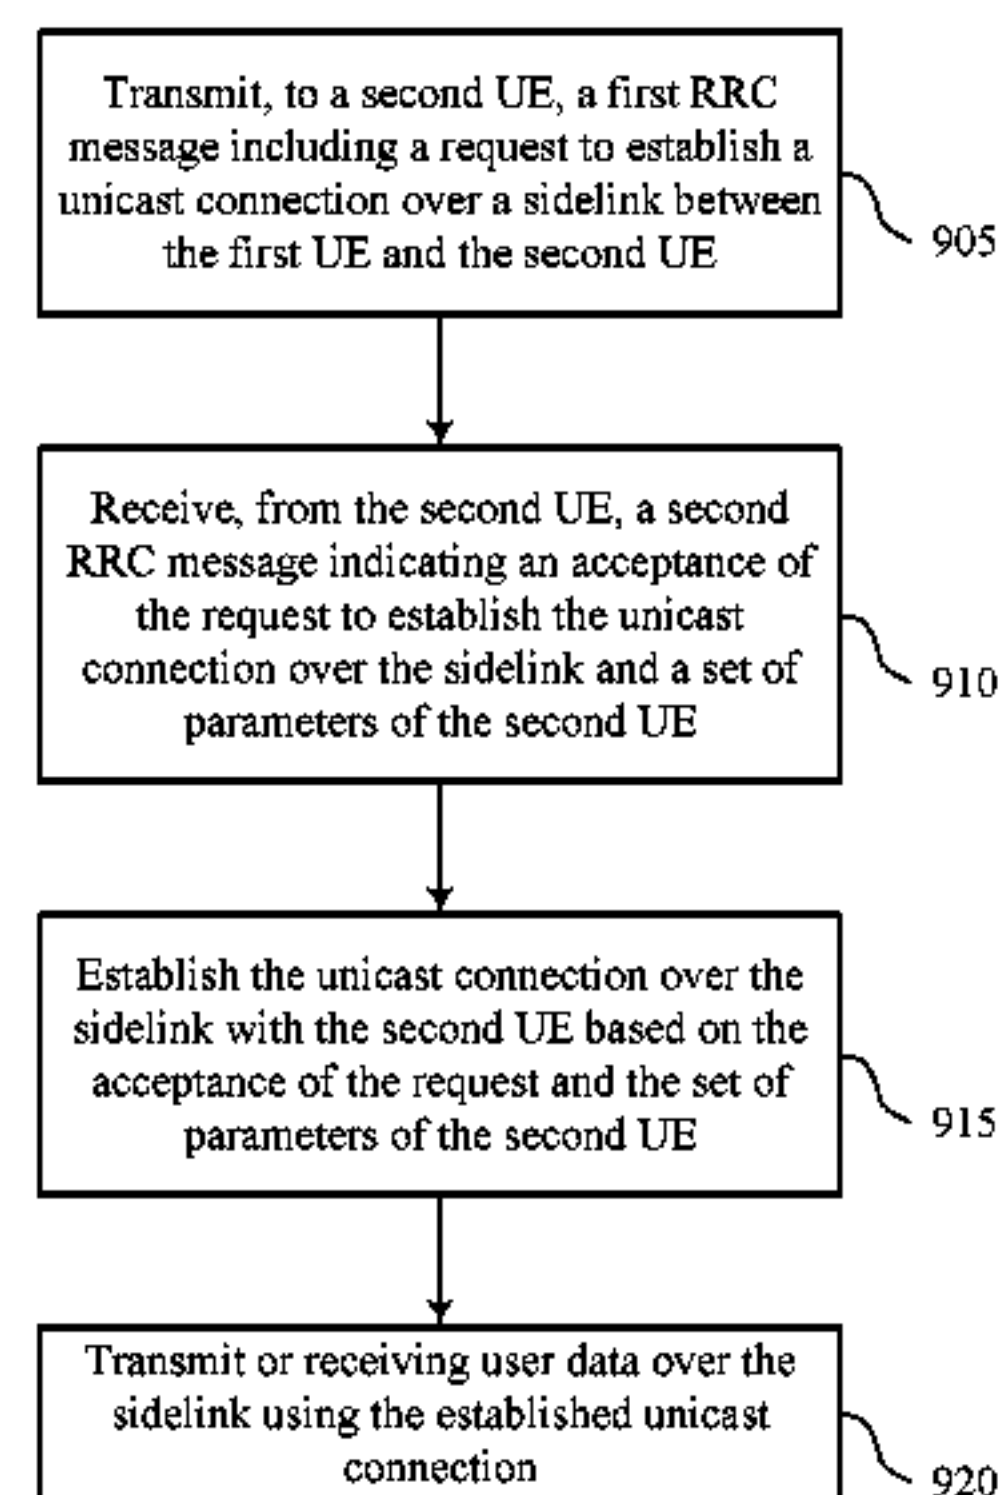 Transmit, to a second UE, a first RRC
message including a request to establish a
unicast connection over a sidelink between
the first UE and the second UE
905
Receive, from the second UE, a second
RRC message indicating an acceptance of
the request to establish the unicast
connection over the sidelink and a set of
parameters of the second UE
910
Establish the unicast connection over the
sidelink with the second UE based on the
acceptance of the request and the set of
parameters of the second UE
915
Transmit or receiving user data over the
sidelink using the established unicast
connection
920